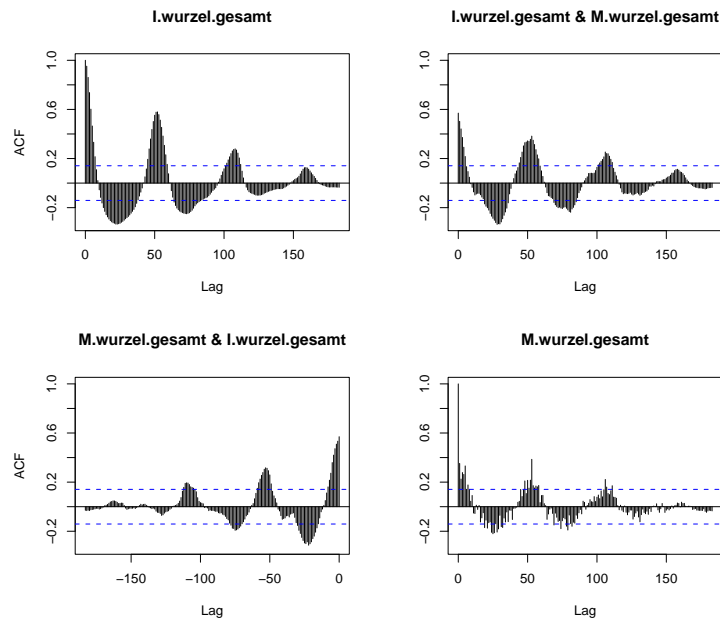 I.wurzel.gesamt
ACF
1.0
0.6
0.2
−0.2
0 50 100 150
Lag
I.wurzel.gesamt & M.wurzel.gesamt
1.0
0.6
0.2
−0.2
0 50 100 150
Lag
M.wurzel.gesamt & I.wurzel.gesamt
ACF
1.0
0.6
0.2
−0.2
−150 −100 −50 0
Lag
M.wurzel.gesamt
1.0
0.6
0.2
−0.2
0 50 100 150
Lag